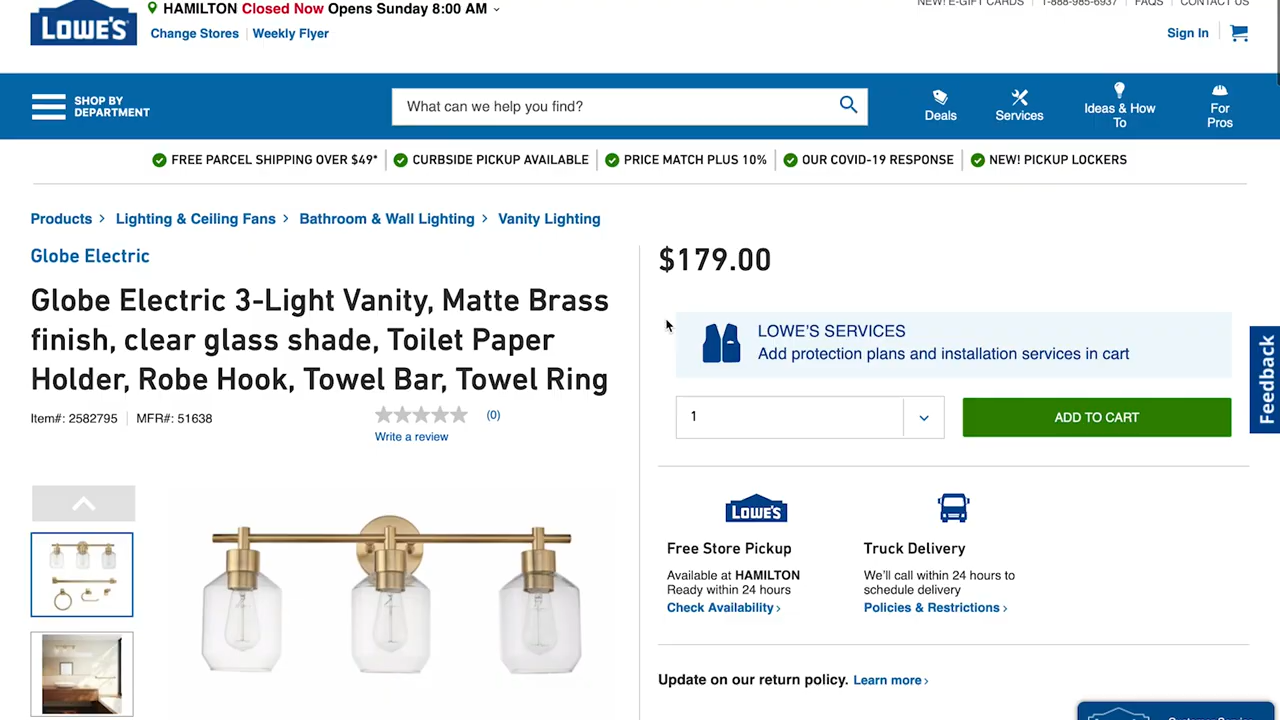 HAMILTON Closed Now Opens Sunday 8:00 AM
NEW! E-GIFT CARDS | 1-888-985-6937 | FAQS | CONTACT US
LOWE'S
Change Stores | Weekly Flyer
Sign In
SHOP BY
DEPARTMENT
What can we help you find?
Deals
Services
Ideas & How
To
For
Pros
FREE PARCEL SHIPPING OVER $49*
CURBSIDE PICKUP AVAILABLE
PRICE MATCH PLUS 10%
OUR COVID-19 RESPONSE
NEW! PICKUP LOCKERS
Products > Lighting & Ceiling Fans > Bathroom & Wall Lighting > Vanity Lighting
Globe Electric
Globe Electric 3-Light Vanity, Matte Brass
finish, clear glass shade, Toilet Paper
Holder, Robe Hook, Towel Bar, Towel Ring
Item#: 2582795 | MFR#: 51638
(0)
Write a review
$179.00
LOWE'S SERVICES
Add protection plans and installation services in cart
1
ADD TO CART
Feedback
LOWE'S
Free Store Pickup
Available at HAMILTON
Ready within 24 hours
Check Availability >
Truck Delivery
We'll call within 24 hours to
schedule delivery
Policies & Restrictions >
Update on our return policy. Learn more >